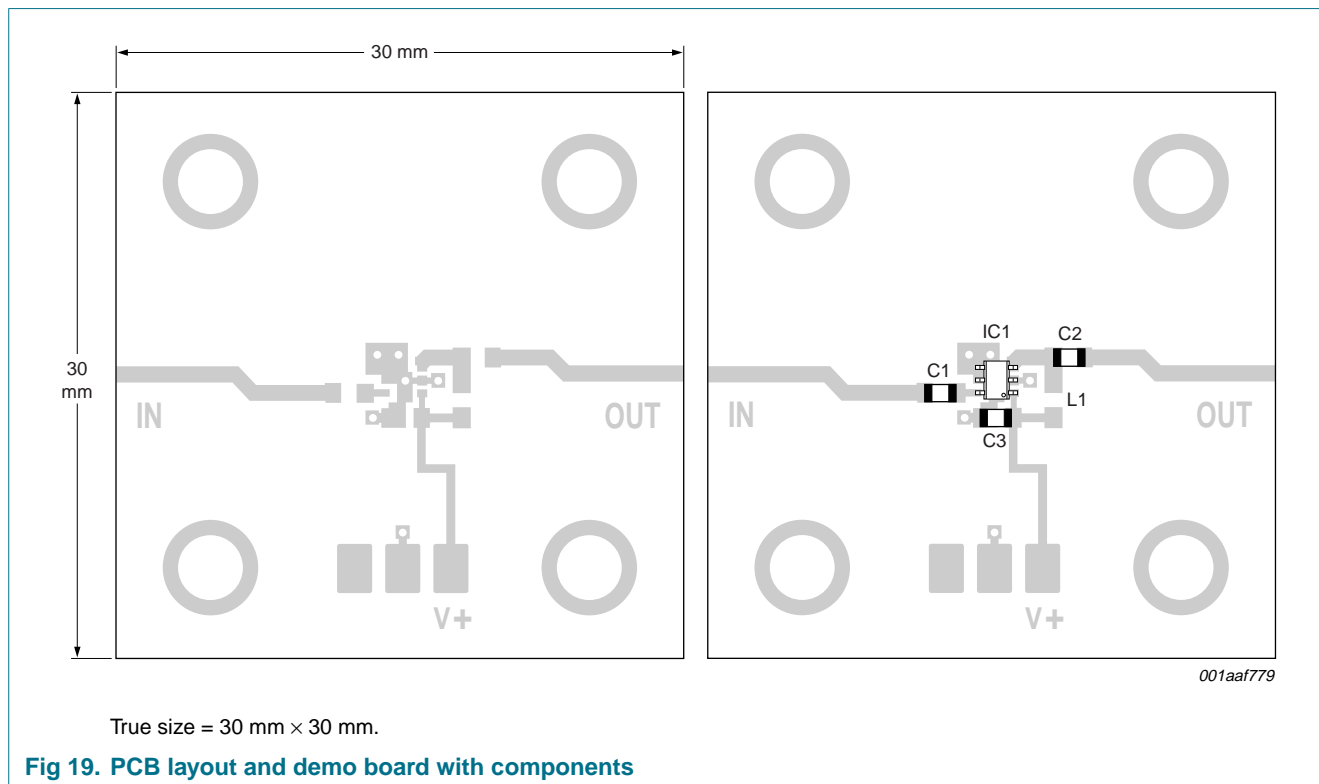 30 mm
30
mm
IN
OUT
V+
IC1
C2
C1
L1
C3
IN
OUT
V+
001aaf779
True size = 30 mm × 30 mm.
Fig 19. PCB layout and demo board with components